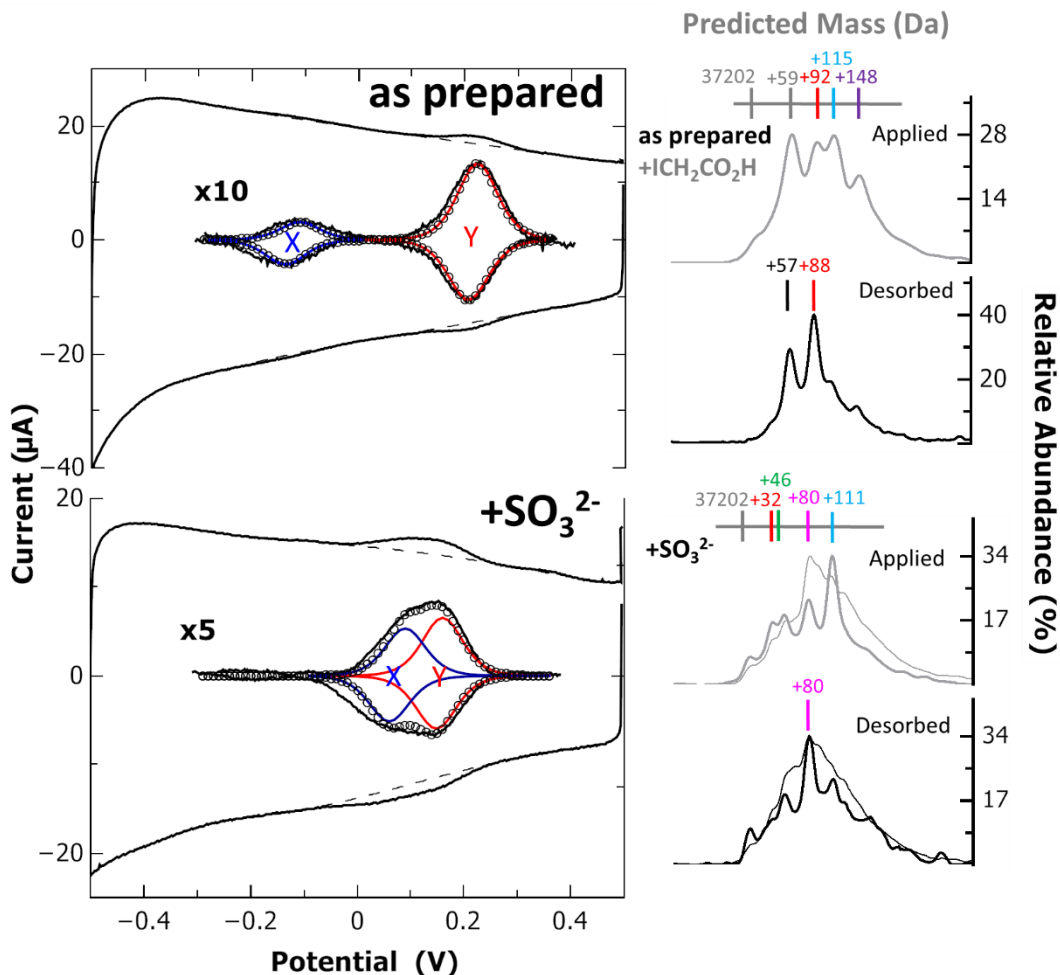 Predicted Mass (Da)
+115
37202 +59 +92 +148
as prepared
+ICH₂CO₂H
Applied
28
14
+57 +88
Desorbed
40
20
+46
37202 +32 +80 +111
+SO₃²⁻
Applied
34
17
+80
Desorbed
34
17
Relative Abundance (%)
as prepared
20
0
−20
−40
x10
X
Y
+SO₃²⁻
20
0
−20
x5
X
Y
Current (µA)
−0.4 −0.2 0 0.2 0.4
Potential (V)